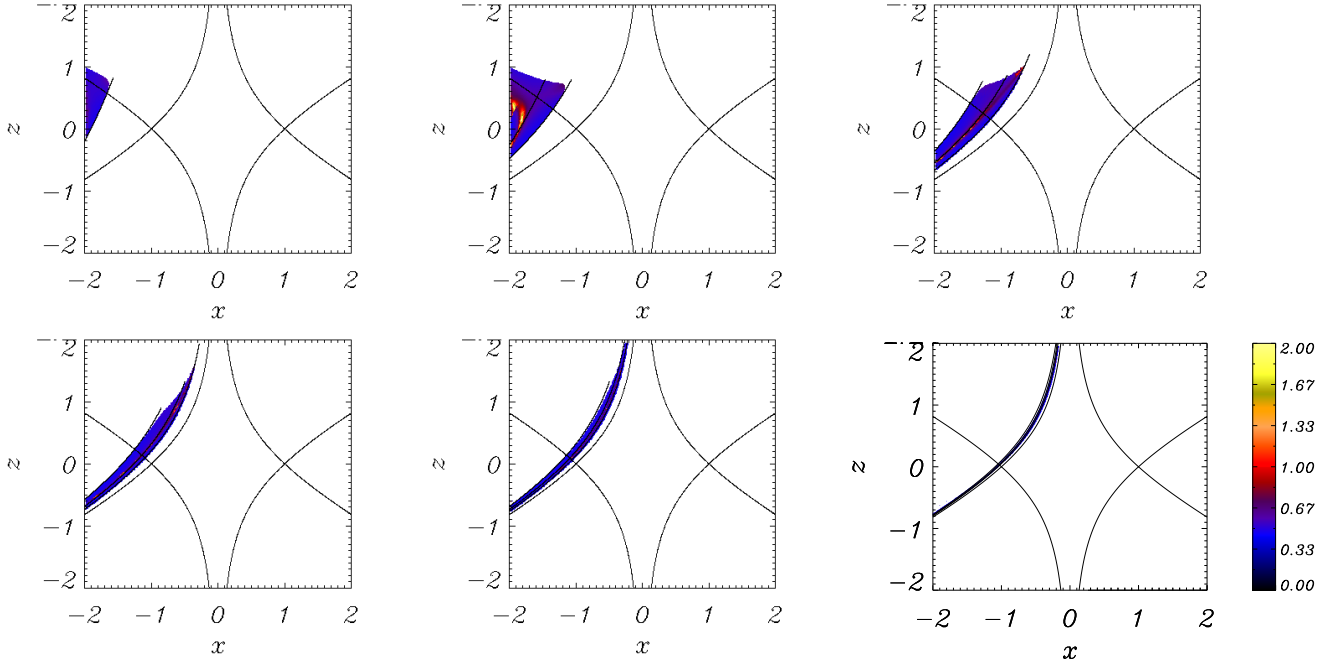 2 2 2
1 1 1
z 0 z 0 z 0
−1 −1 −1
−2 −2 −2
−2 −1 0 1 2 −2 −1 0 1 2 −2 −1 0 1 2
x x x
2 2 2 2.00
1 1 1 1.67
1.33
z 0 z 0 z 0 1.00
−1 −1 −1 0.67
0.33
−2 −2 −2 0.00
−2 −1 0 1 2 −2 −1 0 1 2 −2 −1 0 1 2
x x x